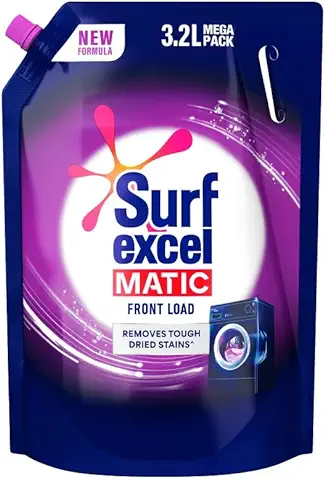 NEW
FORMULA
3.2L MEGA
PACK
Surf
excel
MATIC
FRONT LOAD
REMOVES TOUGH
DRIED STAINS^